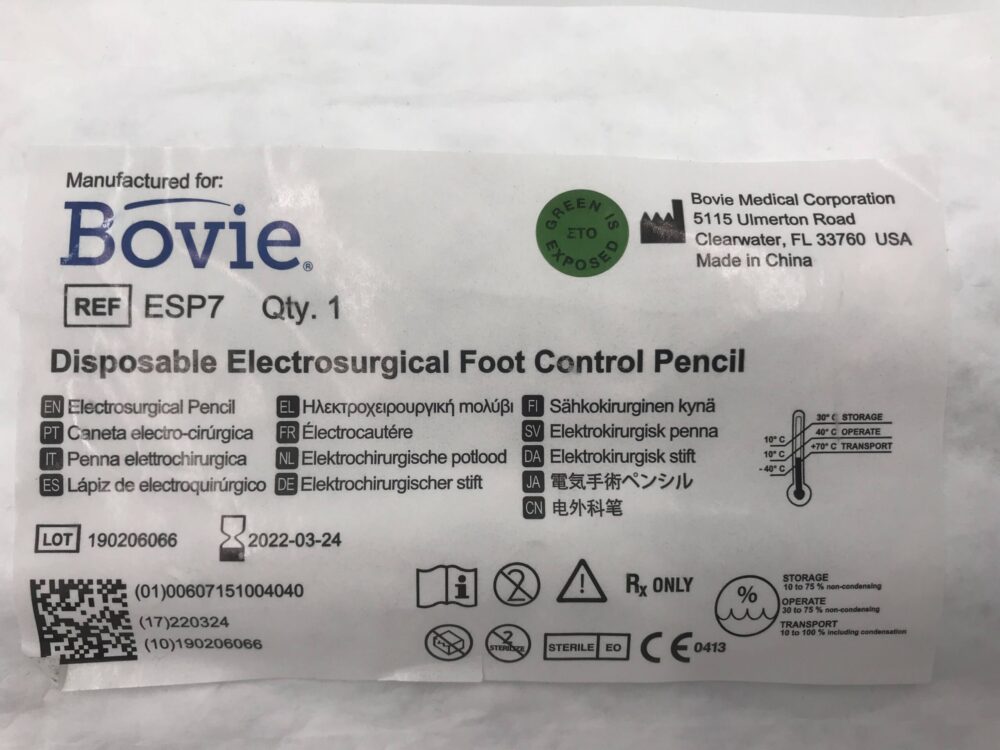 Manufactured for:
Bovie®
REF ESP7 Qty. 1
GREEN IS
ETO
EXPOSED
Bovie Medical Corporation
5115 Ulmerton Road
Clearwater, FL 33760 USA
Made in China
Disposable Electrosurgical Foot Control Pencil
EN Electrosurgical Pencil
PT Caneta electro-cirúrgica
IT Penna elettrochirurgica
ES Lápiz de electroquirúrgico
EL Ηλεκτροχειρουργική μολύβι
FR Électrocautére
NL Elektrochirurgische potlood
DE Elektrochirurgischer stift
FI Sähkokirurginen kynä
SV Elektrokirurgisk penna
DA Elektrokirurgisk stift
JA 電気手術ペンシル
CN 电外科笔
30° C STORAGE
40° C OPERATE
+70° C TRANSPORT
10° C
10° C
- 40° C
LOT 190206066
2022-03-24
(01)00607151004040
(17)220324
(10)190206066
i
2
!
Rx ONLY
2
STERILIZE
STERILE EO
CE 0413
%
STORAGE
10 to 75 % non-condensing
OPERATE
30 to 75 % non-condensing
TRANSPORT
10 to 100 % including condensation